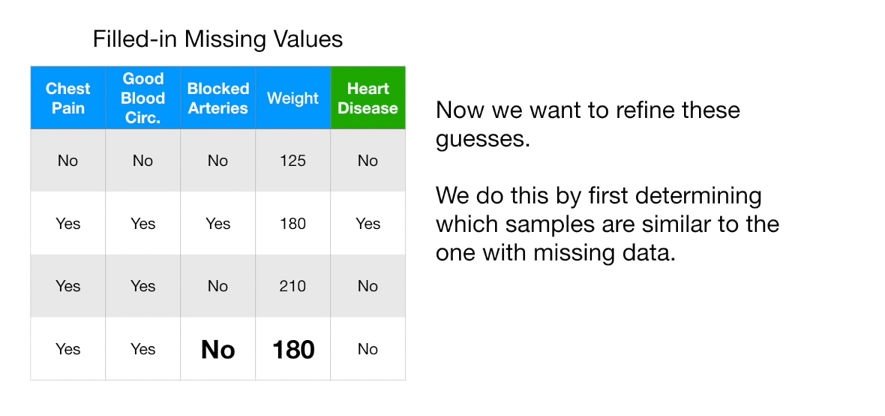 Filled-in Missing Values
Chest Pain | Good Blood Circ. | Blocked Arteries | Weight | Heart Disease
No | No | No | 125 | No
Yes | Yes | Yes | 180 | Yes
Yes | Yes | No | 210 | No
Yes | Yes | No | 180 | No
Now we want to refine these
guesses.
We do this by first determining
which samples are similar to the
one with missing data.